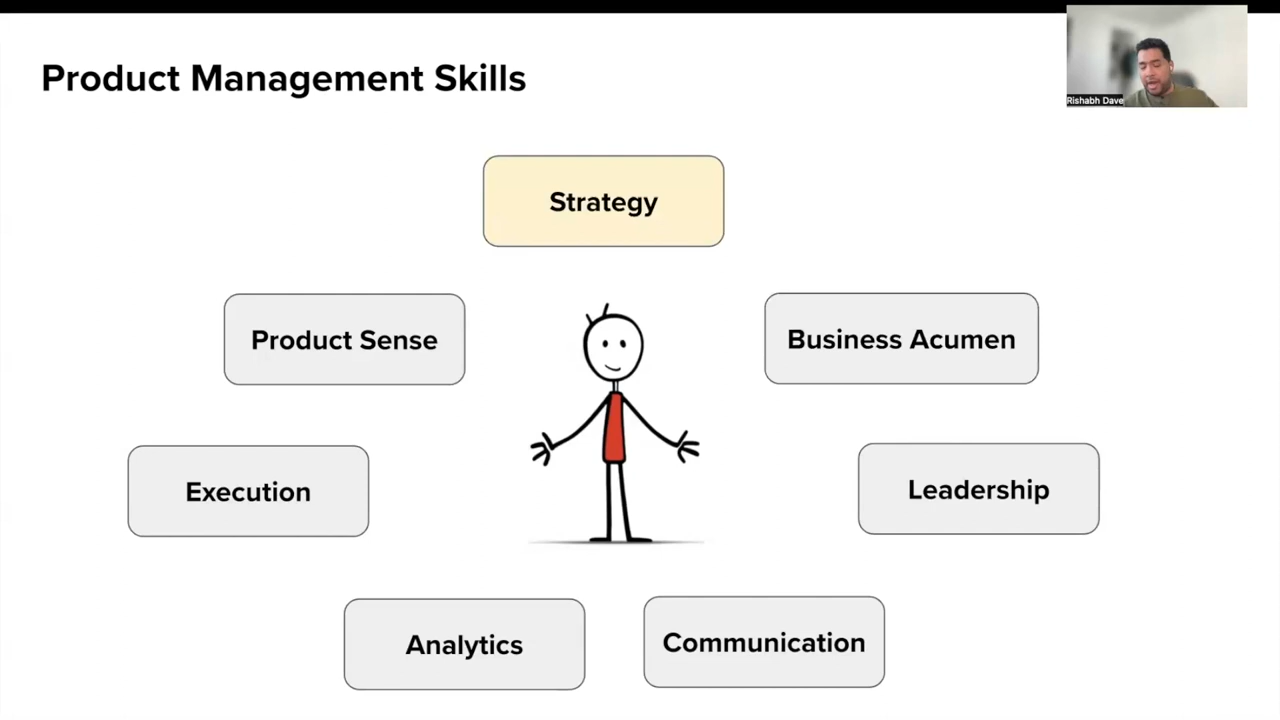 Product Management Skills
Rishabh Dave
Strategy
Product Sense
Business Acumen
Execution
Leadership
Analytics
Communication